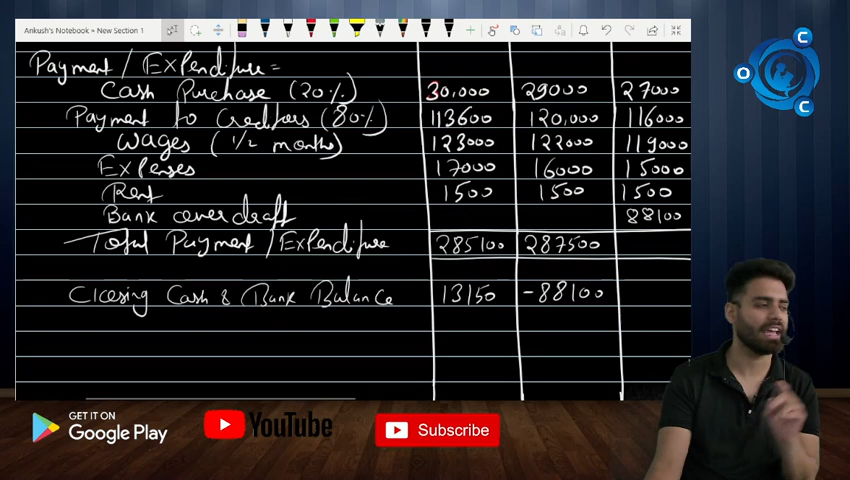 Ankush's Notebook > New Section 1
Payment / Expenditure =
Cash Purchase (20%) 30,000 29000 27000
Payment to Creditors (80%) 113600 120,000 116000
Wages (1/2 months) 123000 122000 119000
Expenses 17000 16000 15000
Rent 1500 1500 1500
Bank overdraft 88100
Total Payment / Expenditure 285100 287500
Closing Cash & Bank Balance 13150 -88100
O C C
GET IT ON
Google Play
YouTube
Subscribe